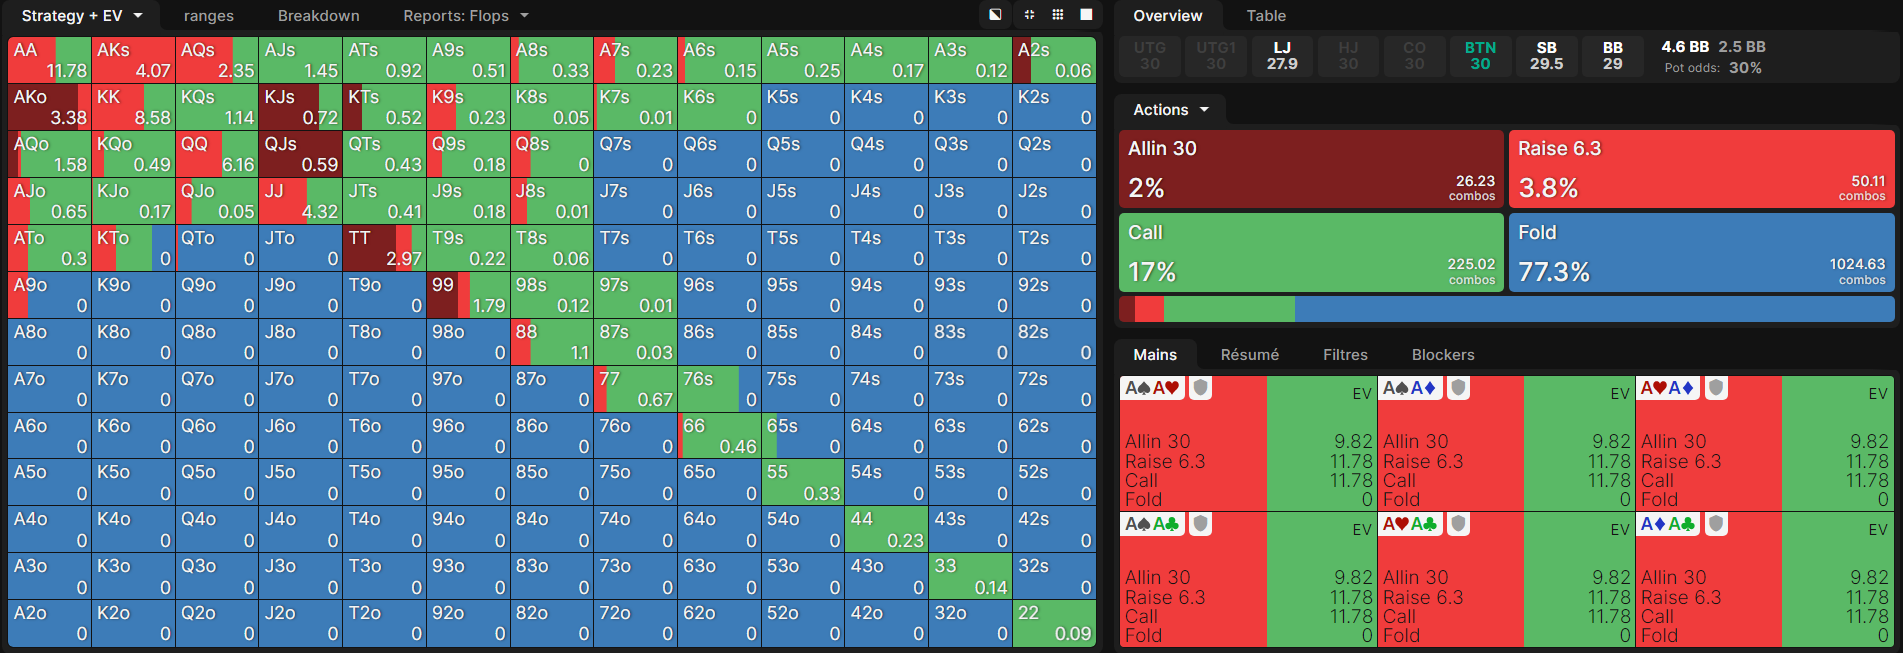 Strategy + EV ranges Breakdown Reports: Flops
AA AKs AQs AJs ATs A9s A8s A7s A6s A5s A4s A3s A2s
11.78 4.07 2.35 1.45 0.92 0.51 0.33 0.23 0.15 0.25 0.17 0.12 0.06
AKo KK KQs KJs KTs K9s K8s K7s K6s K5s K4s K3s K2s
3.38 8.58 1.14 0.72 0.52 0.23 0.05 0.01 0 0 0 0 0
AQo KQo QQ QJs QTs Q9s Q8s Q7s Q6s Q5s Q4s Q3s Q2s
1.58 0.49 6.16 0.59 0.43 0.18 0 0 0 0 0 0 0
AJo KJo QJo JJ JTs J9s J8s J7s J6s J5s J4s J3s J2s
0.65 0.17 0.05 4.32 0.41 0.18 0.01 0 0 0 0 0 0
ATo KTo QTo JTo TT T9s T8s T7s T6s T5s T4s T3s T2s
0.3 0 0 0 2.97 0.22 0.06 0 0 0 0 0 0
A9o K9o Q9o J9o T9o 99 98s 97s 96s 95s 94s 93s 92s
0 0 0 0 0 1.79 0.12 0.01 0 0 0 0 0
A8o K8o Q8o J8o T8o 98o 88 87s 86s 85s 84s 83s 82s
0 0 0 0 0 0 1.1 0.03 0 0 0 0 0
A7o K7o Q7o J7o T7o 97o 87o 77 76s 75s 74s 73s 72s
0 0 0 0 0 0 0 0.67 0 0 0 0 0
A6o K6o Q6o J6o T6o 96o 86o 76o 66 65s 64s 63s 62s
0 0 0 0 0 0 0 0 0.46 0 0 0 0
A5o K5o Q5o J5o T5o 95o 85o 75o 65o 55 54s 53s 52s
0 0 0 0 0 0 0 0 0 0.33 0 0 0
A4o K4o Q4o J4o T4o 94o 84o 74o 64o 54o 44 43s 42s
0 0 0 0 0 0 0 0 0 0 0.23 0 0
A3o K3o Q3o J3o T3o 93o 83o 73o 63o 53o 43o 33 32s
0 0 0 0 0 0 0 0 0 0 0 0.14 0
A2o K2o Q2o J2o T2o 92o 82o 72o 62o 52o 42o 32o 22
0 0 0 0 0 0 0 0 0 0 0 0 0.09
Overview Table
UTG UTG1 LJ HJ CO BTN SB BB 4.6 BB 2.5 BB
30 30 27.9 30 30 30 29.5 29 Pot odds: 30%
Actions
Allin 30 Raise 6.3
2% 26.23 combos 3.8% 50.11 combos
Call Fold
17% 225.02 combos 77.3% 1024.63 combos
Mains Résumé Filtres Blockers
A♠A♥ EV A♠A♦ EV A♥A♦ EV
Allin 30 9.82 Allin 30 9.82 Allin 30 9.82
Raise 6.3 11.78 Raise 6.3 11.78 Raise 6.3 11.78
Call 11.78 Call 11.78 Call 11.78
Fold 0 Fold 0 Fold 0
A♠A♣ EV A♥A♣ EV A♦A♣ EV
Allin 30 9.82 Allin 30 9.82 Allin 30 9.82
Raise 6.3 11.78 Raise 6.3 11.78 Raise 6.3 11.78
Call 11.78 Call 11.78 Call 11.78
Fold 0 Fold 0 Fold 0